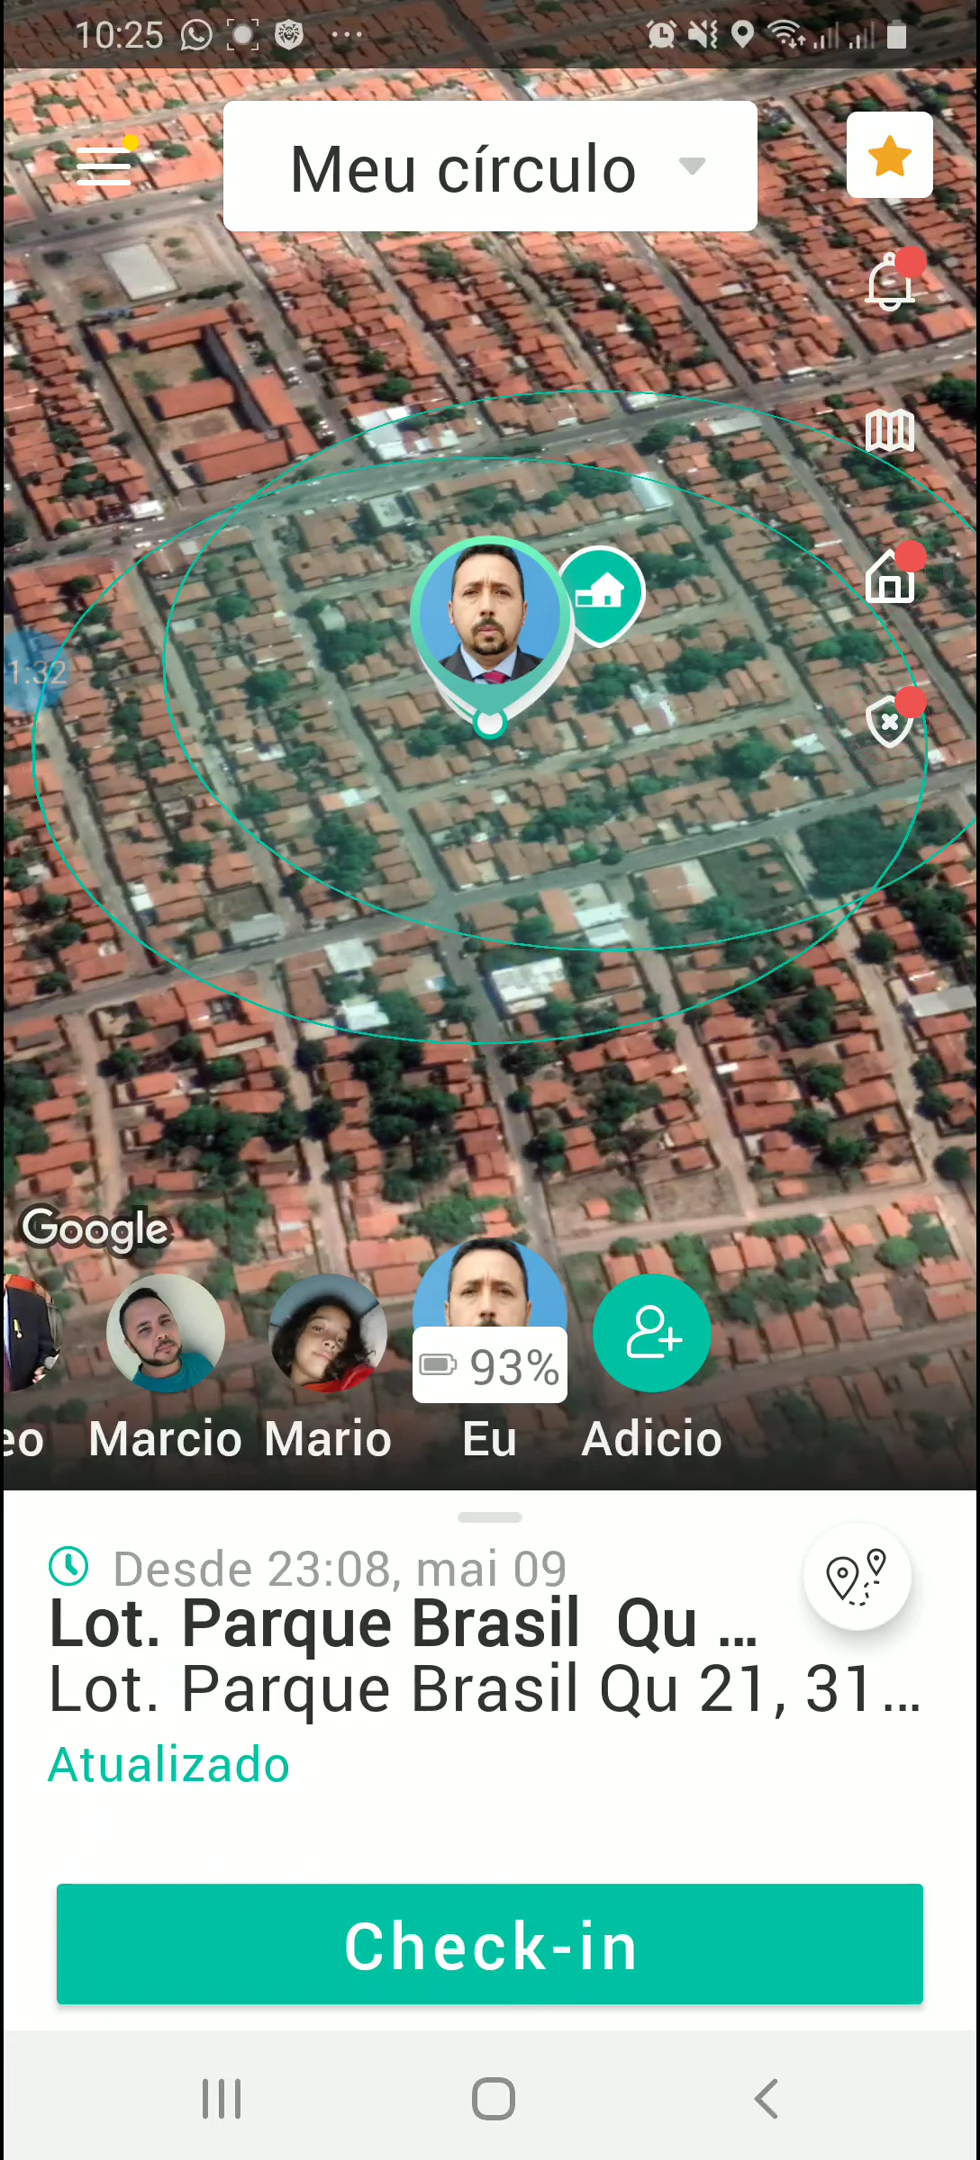 10:25
Meu círculo
1:32
Google
93%
eo
Marcio
Mario
Eu
Adicio
Desde 23:08, mai 09
Lot. Parque Brasil Qu ...
Lot. Parque Brasil Qu 21, 31...
Atualizado
Check-in